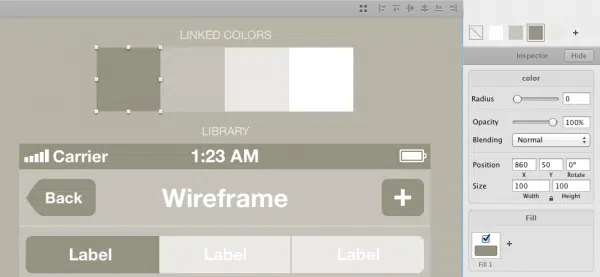 LINKED COLORS
LIBRARY
Carrier 1:23 AM
Back Wireframe +
Label Label Label
+
Inspector Hide
color
Radius 0
Opacity 100%
Blending Normal
Position 860 50 0°
X Y Rotate
Size 100 100
Width Height
Fill
+
Fill 1